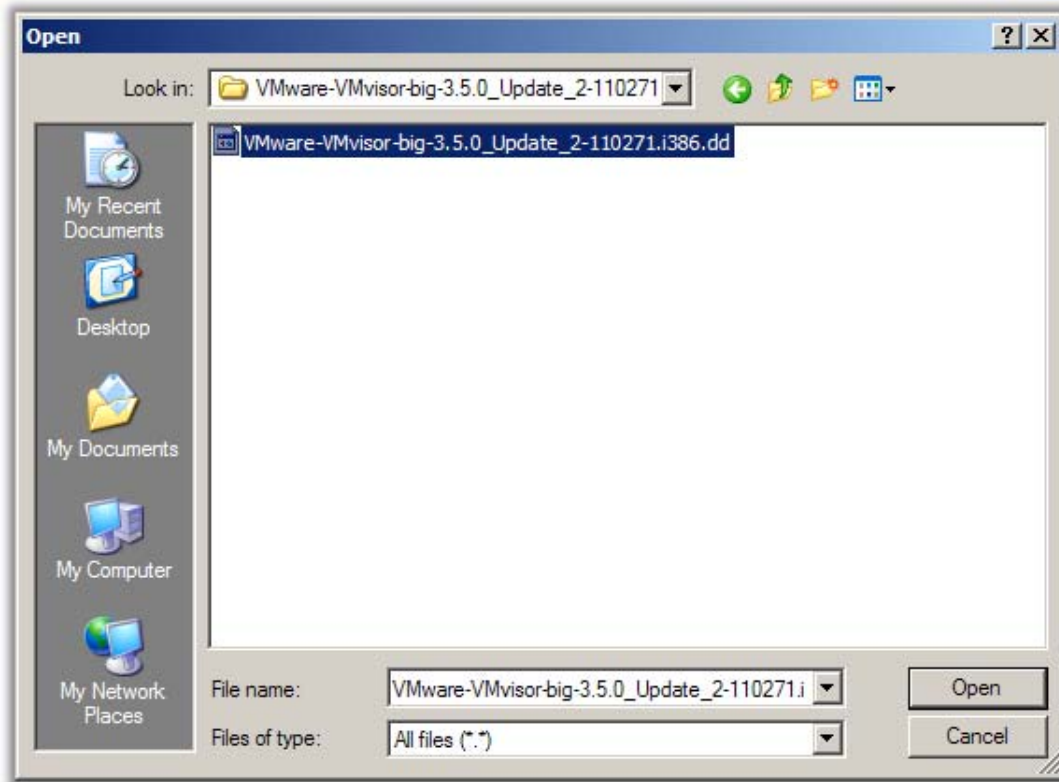 Open
Look in:
VMware-VMvisor-big-3.5.0_Update_2-110271
VMware-VMvisor-big-3.5.0_Update_2-110271.i386.dd
My Recent
Documents
Desktop
My Documents
My Computer
My Network
Places
File name:
VMware-VMvisor-big-3.5.0_Update_2-110271.i
Open
Files of type:
All files (*.*)
Cancel